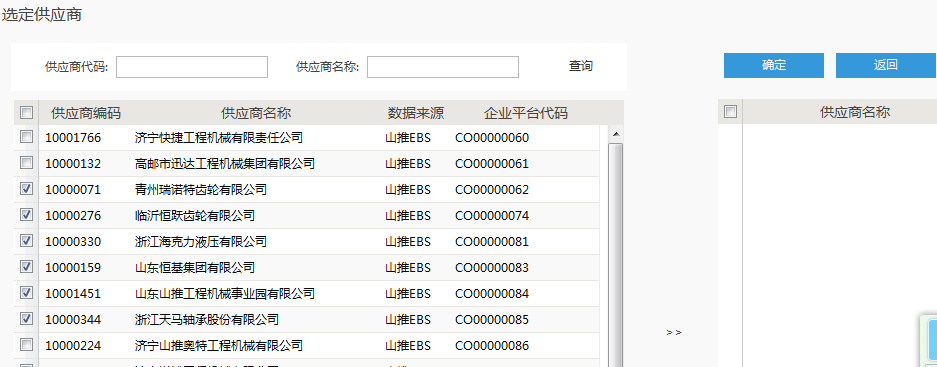 选定供应商
供应商代码: 供应商名称: 查询 确定 返回
供应商编码 供应商名称 数据来源 企业平台代码 供应商名称
10001766 济宁快捷工程机械有限责任公司 山推EBS CO00000060
10000132 高邮市迅达工程机械集团有限公司 山推EBS CO00000061
10000071 青州瑞诺特齿轮有限公司 山推EBS CO00000062
10000276 临沂恒跃齿轮有限公司 山推EBS CO00000074
10000330 浙江海克力液压有限公司 山推EBS CO00000081
10000159 山东恒基集团有限公司 山推EBS CO00000083
10001451 山东山推工程机械事业园有限公司 山推EBS CO00000084
10000344 浙江天马轴承股份有限公司 山推EBS CO00000085
>>
10000224 济宁山推奥特工程机械有限公司 山推EBS CO00000086